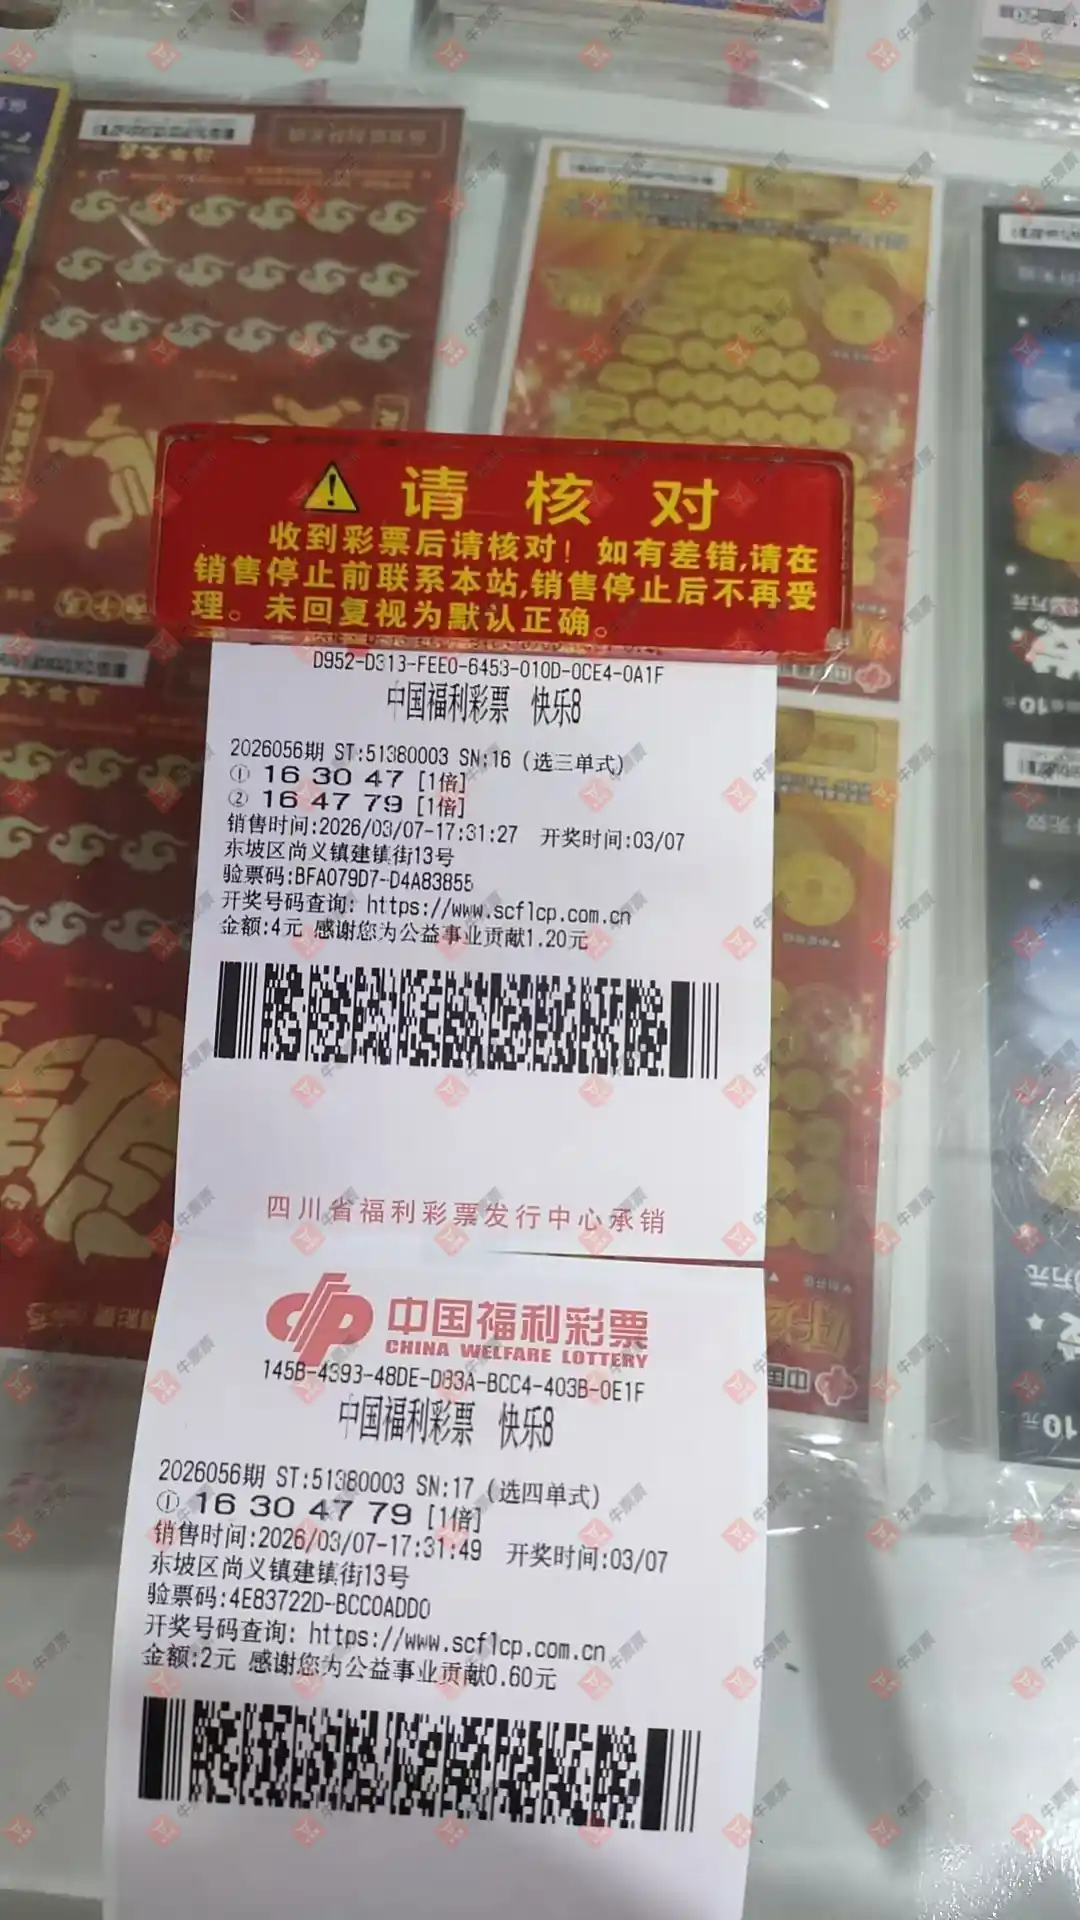 请 核 对
收到彩票后请核对！如有差错,请在
销售停止前联系本站,销售停止后不再受
理。未回复视为默认正确。
D952-D313-FEE0-6453-010D-0CE4-0A1F
中国福利彩票 快乐8
2026056期 ST:51380003 SN:16 (选三单式)
① 16 30 47 [1倍]
② 16 47 79 [1倍]
销售时间:2026/03/07-17:31:27 开奖时间:03/07
东坡区尚义镇建镇街13号
验票码:BFA079D7-D4A83855
开奖号码查询: https://www.scflcp.com.cn
金额:4元 感谢您为公益事业贡献1.20元
四川省福利彩票发行中心承销
中国福利彩票
CHINA WELFARE LOTTERY
145B-4393-48DE-D33A-BCC4-403B-0E1F
中国福利彩票 快乐8
2026056期 ST:51380003 SN:17 (选四单式)
① 16 30 47 79 [1倍]
销售时间:2026/03/07-17:31:49 开奖时间:03/07
东坡区尚义镇建镇街13号
验票码:4E83722D-BCC0ADD0
开奖号码查询: https://www.scflcp.com.cn
金额:2元 感谢您为公益事业贡献0.60元
牛票票